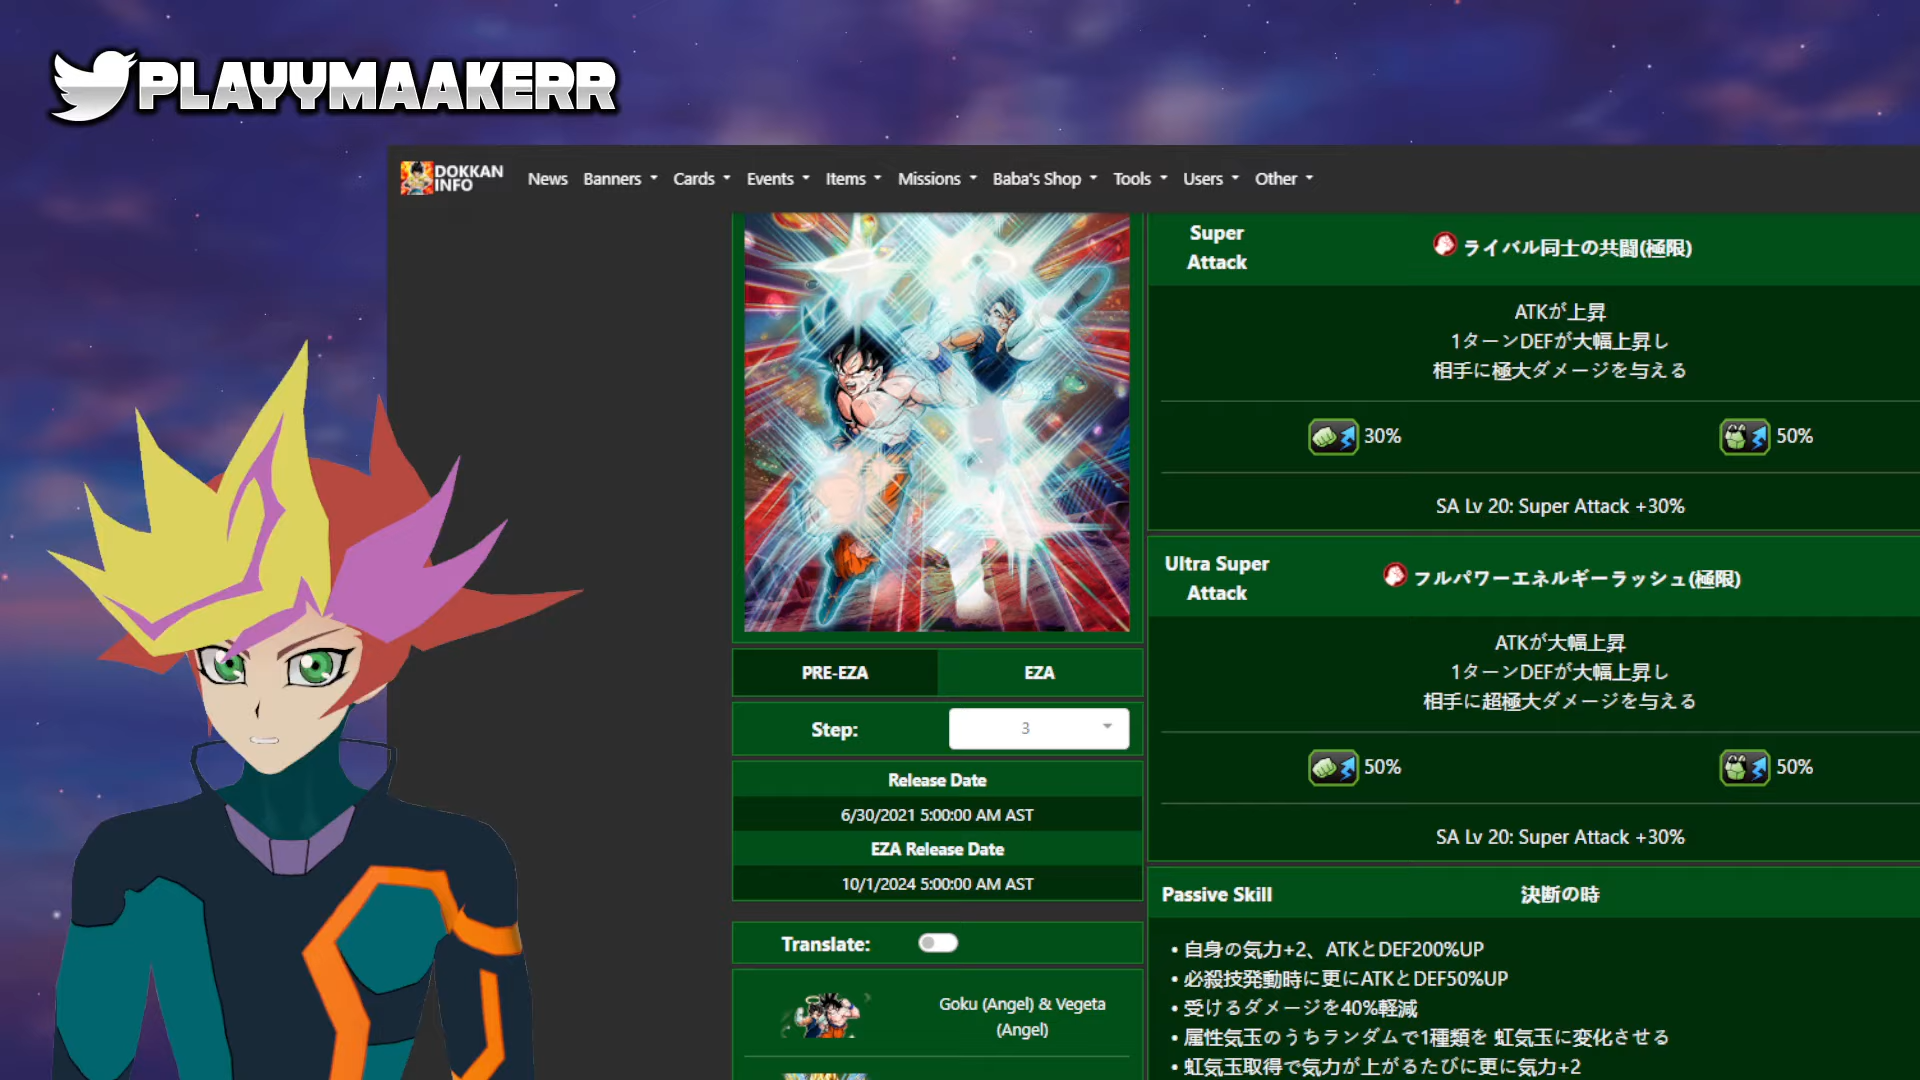 PLAYYMAAKERR
DOKKAN
INFO
News Banners Cards Events Items Missions Baba's Shop Tools Users Other
PRE-EZA EZA
Step: 3
Release Date
6/30/2021 5:00:00 AM AST
EZA Release Date
10/1/2024 5:00:00 AM AST
Translate:
Goku (Angel) & Vegeta
(Angel)
Super
Attack
ライバル同士の共闘(極限)
ATKが上昇
1ターンDEFが大幅上昇し
相手に極大ダメージを与える
30% 50%
SA Lv 20: Super Attack +30%
Ultra Super
Attack
フルパワーエネルギーラッシュ(極限)
ATKが大幅上昇
1ターンDEFが大幅上昇し
相手に超極大ダメージを与える
50% 50%
SA Lv 20: Super Attack +30%
Passive Skill 決断の時
• 自身の気力+2、ATKとDEF200%UP
• 必殺技発動時に更にATKとDEF50%UP
• 受けるダメージを40%軽減
• 属性気玉のうちランダムで1種類を 虹気玉に変化させる
• 虹気玉取得で気力が上がるたびに更に気力+2